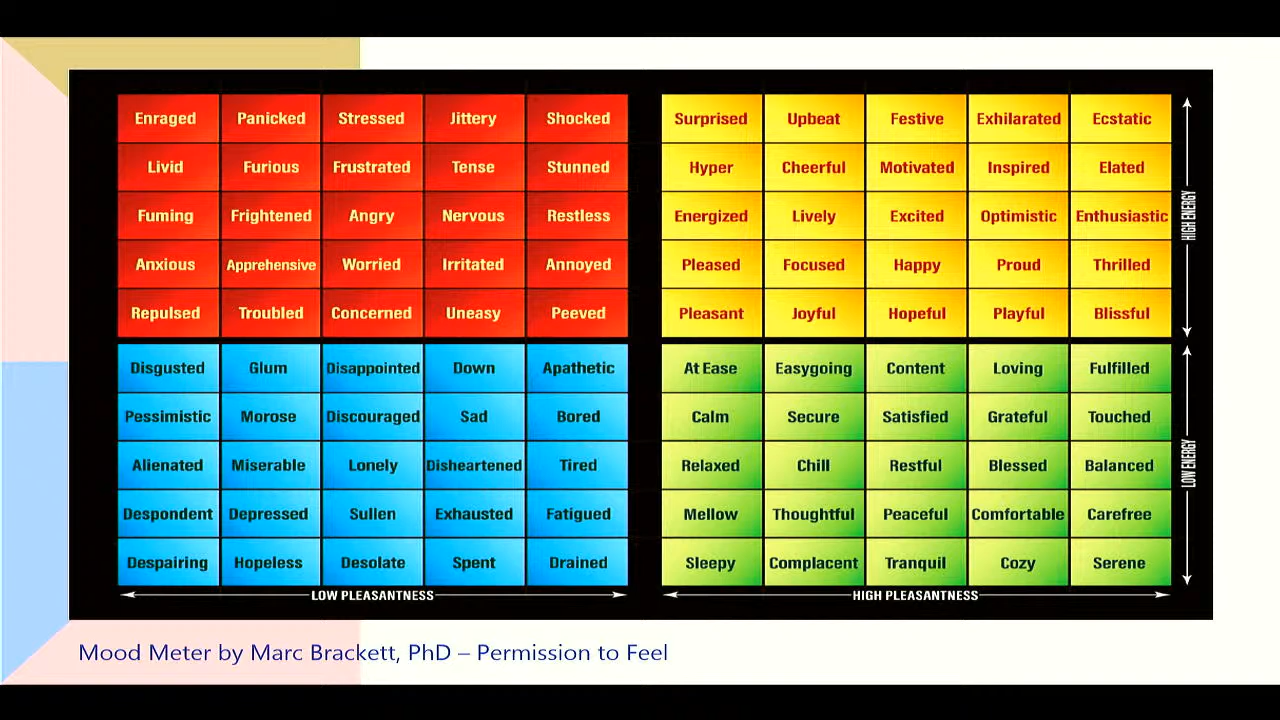 Enraged Panicked Stressed Jittery Shocked Surprised Upbeat Festive Exhilarated Ecstatic
Livid Furious Frustrated Tense Stunned Hyper Cheerful Motivated Inspired Elated
Fuming Frightened Angry Nervous Restless Energized Lively Excited Optimistic Enthusiastic
Anxious Apprehensive Worried Irritated Annoyed Pleased Focused Happy Proud Thrilled
Repulsed Troubled Concerned Uneasy Peeved Pleasant Joyful Hopeful Playful Blissful
HIGH ENERGY
Disgusted Glum Disappointed Down Apathetic At Ease Easygoing Content Loving Fulfilled
Pessimistic Morose Discouraged Sad Bored Calm Secure Satisfied Grateful Touched
Alienated Miserable Lonely Disheartened Tired Relaxed Chill Restful Blessed Balanced
Despondent Depressed Sullen Exhausted Fatigued Mellow Thoughtful Peaceful Comfortable Carefree
Despairing Hopeless Desolate Spent Drained Sleepy Complacent Tranquil Cozy Serene
LOW ENERGY
LOW PLEASANTNESS HIGH PLEASANTNESS
Mood Meter by Marc Brackett, PhD – Permission to Feel